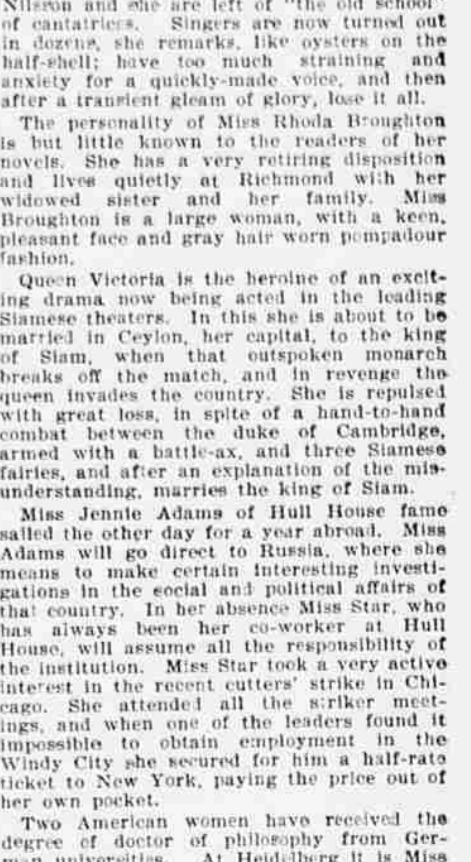 Nilsson and she are left of "the old school"
of cantatrices. Singers are now turned out
in dozens, she remarks, like oysters on the
half-shell; have too much straining and
anxiety for a quickly-made voice, and then
after a transient gleam of glory, lose it all.
The personality of Miss Rhoda Broughton
is but little known to the readers of her
novels. She has a very retiring disposition
and lives quietly at Richmond with her
widowed sister and her family. Miss
Broughton is a large woman, with a keen,
pleasant face and gray hair worn pompadour
fashion.
Queen Victoria is the heroine of an excit-
ing drama now being acted in the leading
Siamese theaters. In this she is about to be
married in Ceylon, her capital, to the king
of Siam, when that outspoken monarch
breaks off the match, and in revenge the
queen invades the country. She is repulsed
with great loss, in spite of a hand-to-hand
combat between the duke of Cambridge,
armed with a battle-ax, and three Siamese
fairies, and after an explanation of the mis-
understanding, marries the king of Siam.
Miss Jennie Adams of Hull House fame
sailed the other day for a year abroad. Miss
Adams will go direct to Russia, where she
means to make certain interesting investi-
gations in the social and political affairs of
that country. In her absence Miss Star, who
has always been her co-worker at Hull
House, will assume all the responsibility of
the institution. Miss Star took a very active
interest in the recent cutters' strike in Chi-
cago. She attended all the striker meet-
ings, and when one of the leaders found it
impossible to obtain employment in the
Windy City she secured for him a half-rate
ticket to New York, paying the price out of
her own pocket.
Two American women have received the
degree of doctor of philosophy from Ger-
man universities. At Heidelberg it is Miss